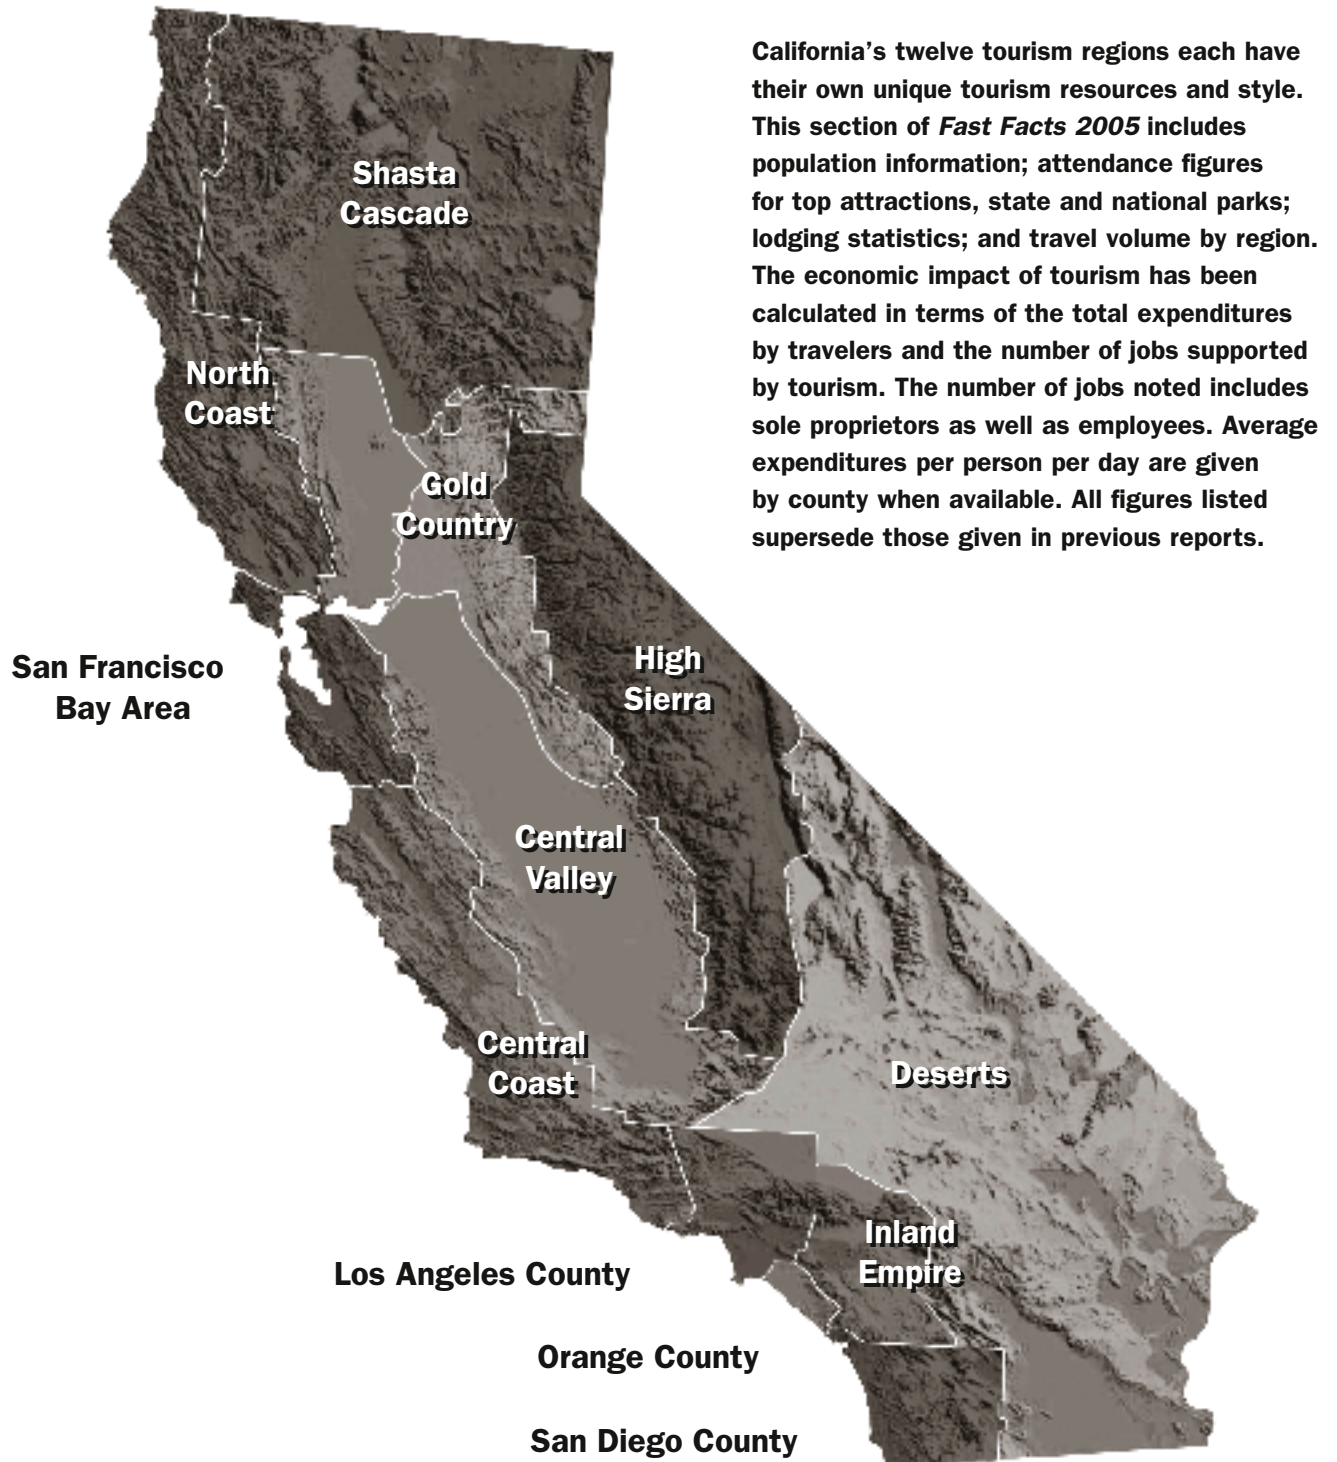 California’s twelve tourism regions each have
their own unique tourism resources and style.
This section of Fast Facts 2005 includes
population information; attendance figures
for top attractions, state and national parks;
lodging statistics; and travel volume by region.
The economic impact of tourism has been
calculated in terms of the total expenditures
by travelers and the number of jobs supported
by tourism. The number of jobs noted includes
sole proprietors as well as employees. Average
expenditures per person per day are given
by county when available. All figures listed
supersede those given in previous reports.
Shasta
Cascade
North
Coast
Gold
Country
San Francisco
Bay Area
High
Sierra
Central
Valley
Central
Coast
Deserts
Inland
Empire
Los Angeles County
Orange County
San Diego County